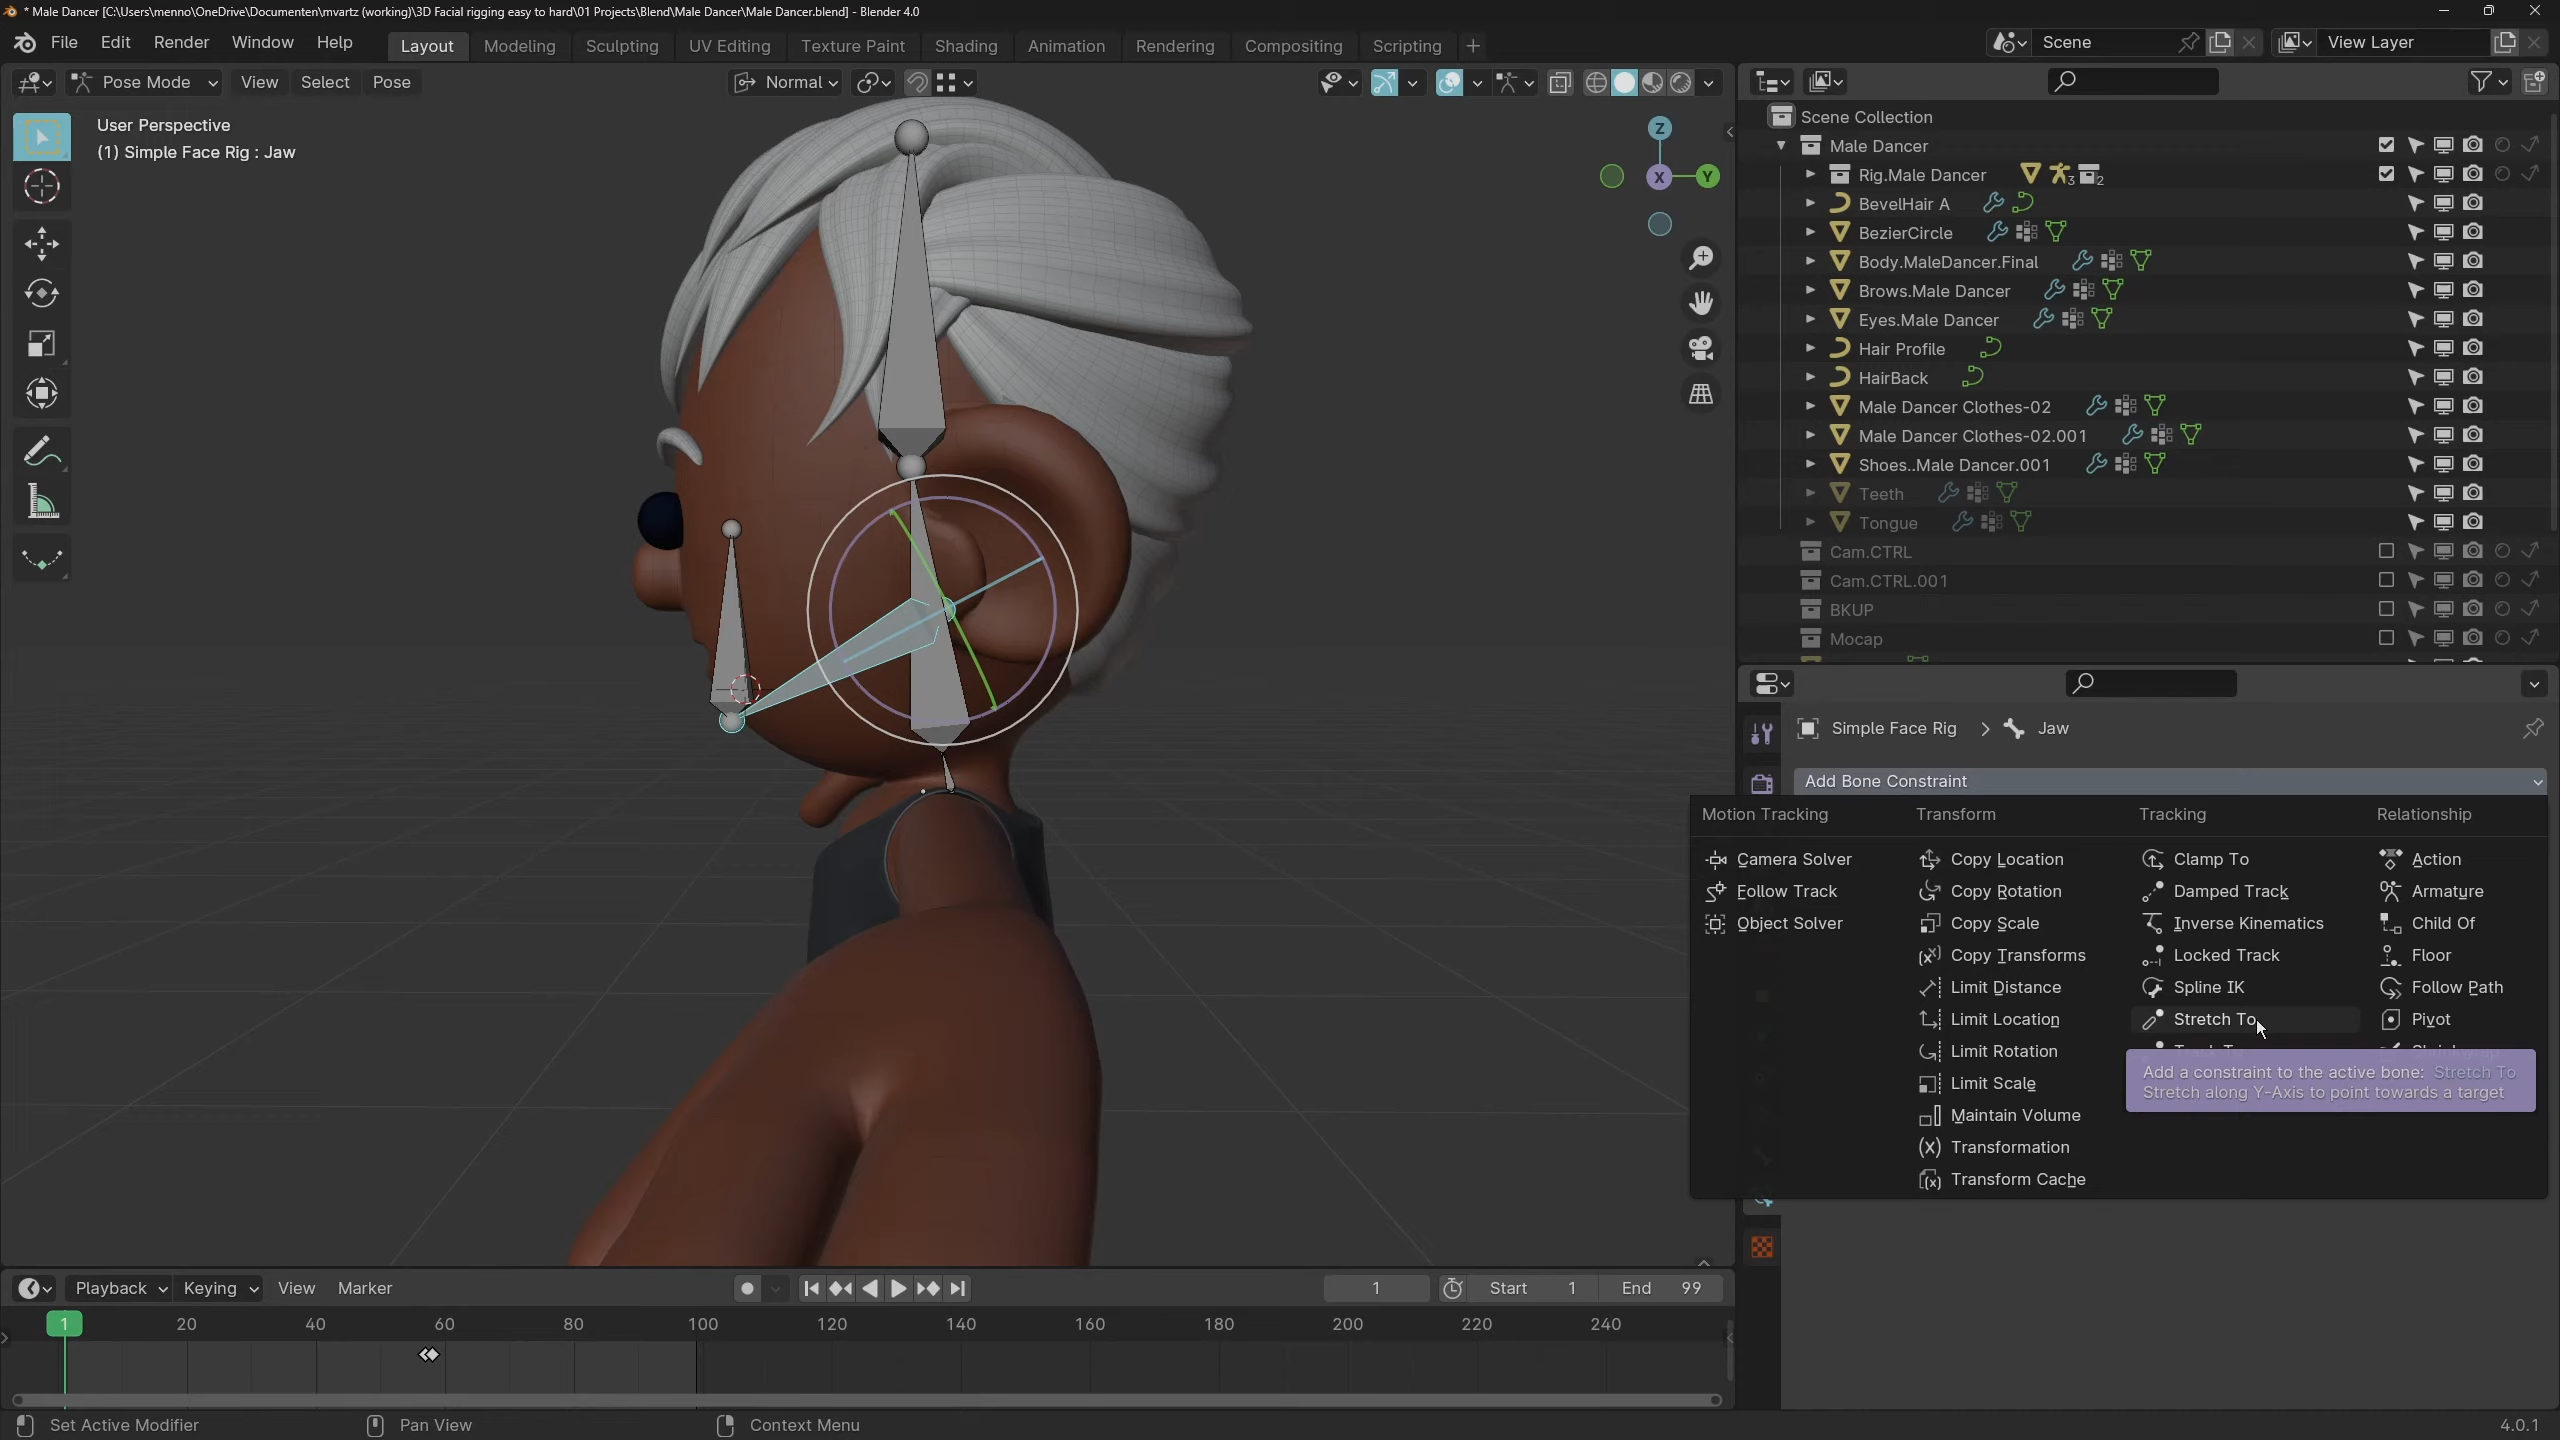 * Male Dancer [C:\Users\menno\OneDrive\Documenten\mvartz (working)\3D Facial rigging easy to hard\01 Projects\Blend\Male Dancer\Male Dancer.blend] - Blender 4.0
File Edit Render Window Help Layout Modeling Sculpting UV Editing Texture Paint Shading Animation Rendering Compositing Scripting + Scene View Layer
Pose Mode View Select Pose Normal
User Perspective
(1) Simple Face Rig : Jaw
Z
X
Y
Scene Collection
Male Dancer
Rig.Male Dancer 3 2
BevelHair A
BezierCircle
Body.MaleDancer.Final
Brows.Male Dancer
Eyes.Male Dancer
Hair Profile
HairBack
Male Dancer Clothes-02
Male Dancer Clothes-02.001
Shoes..Male Dancer.001
Teeth
Tongue
Cam.CTRL
Cam.CTRL.001
BKUP
Mocap
Simple Face Rig > Jaw
Add Bone Constraint
Motion Tracking Transform Tracking Relationship
Camera Solver Copy Location Clamp To Action
Follow Track Copy Rotation Damped Track Armature
Object Solver Copy Scale Inverse Kinematics Child Of
Copy Transforms Locked Track Floor
Limit Distance Spline IK Follow Path
Limit Location Stretch To Pivot
Limit Rotation
Limit Scale
Maintain Volume
Transformation
Transform Cache
Add a constraint to the active bone: Stretch To
Stretch along Y-Axis to point towards a target
Playback Keying View Marker 1 Start 1 End 99
1 20 40 60 80 100 120 140 160 180 200 220 240
Set Active Modifier Pan View Context Menu 4.0.1